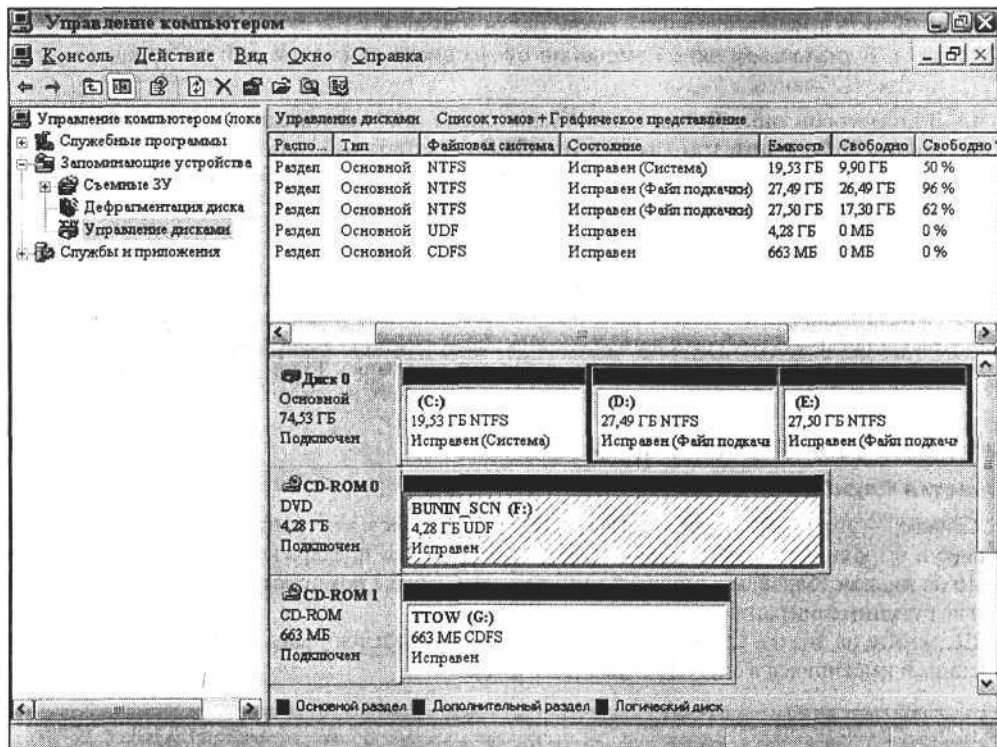 Управление компьютером
Консоль Действие Вид Окно Справка
Управление компьютером (лока
Служебные программы
Запоминающие устройства
Съемные ЗУ
Дефрагментация диска
Управление дисками
Службы и приложения
Управление дисками Список томов + Графическое представление
Распо... Тип Файловая система Состояние Емкость Свободно Свободно
Раздел Основной NTFS Исправен (Система) 19,53 ГБ 9,90 ГБ 50 %
Раздел Основной NTFS Исправен (Файл подкачки) 27,49 ГБ 26,49 ГБ 96 %
Раздел Основной NTFS Исправен (Файл подкачки) 27,50 ГБ 17,30 ГБ 62 %
Раздел Основной UDF Исправен 4,28 ГБ 0 МБ 0 %
Раздел Основной CDFS Исправен 663 МБ 0 МБ 0 %
Диск 0
Основной
74,53 ГБ
Подключен
(C:)
19,53 ГБ NTFS
Исправен (Система)
(D:)
27,49 ГБ NTFS
Исправен (Файл подкачи
(E:)
27,50 ГБ NTFS
Исправен (Файл подкачи
CD-ROM 0
DVD
4,28 ГБ
Подключен
BUNIN_SCN (F:)
4,28 ГБ UDF
Исправен
CD-ROM 1
CD-ROM
663 МБ
Подключен
TTOW (G:)
663 МБ CDFS
Исправен
Основной раздел Дополнительный раздел Логический диск